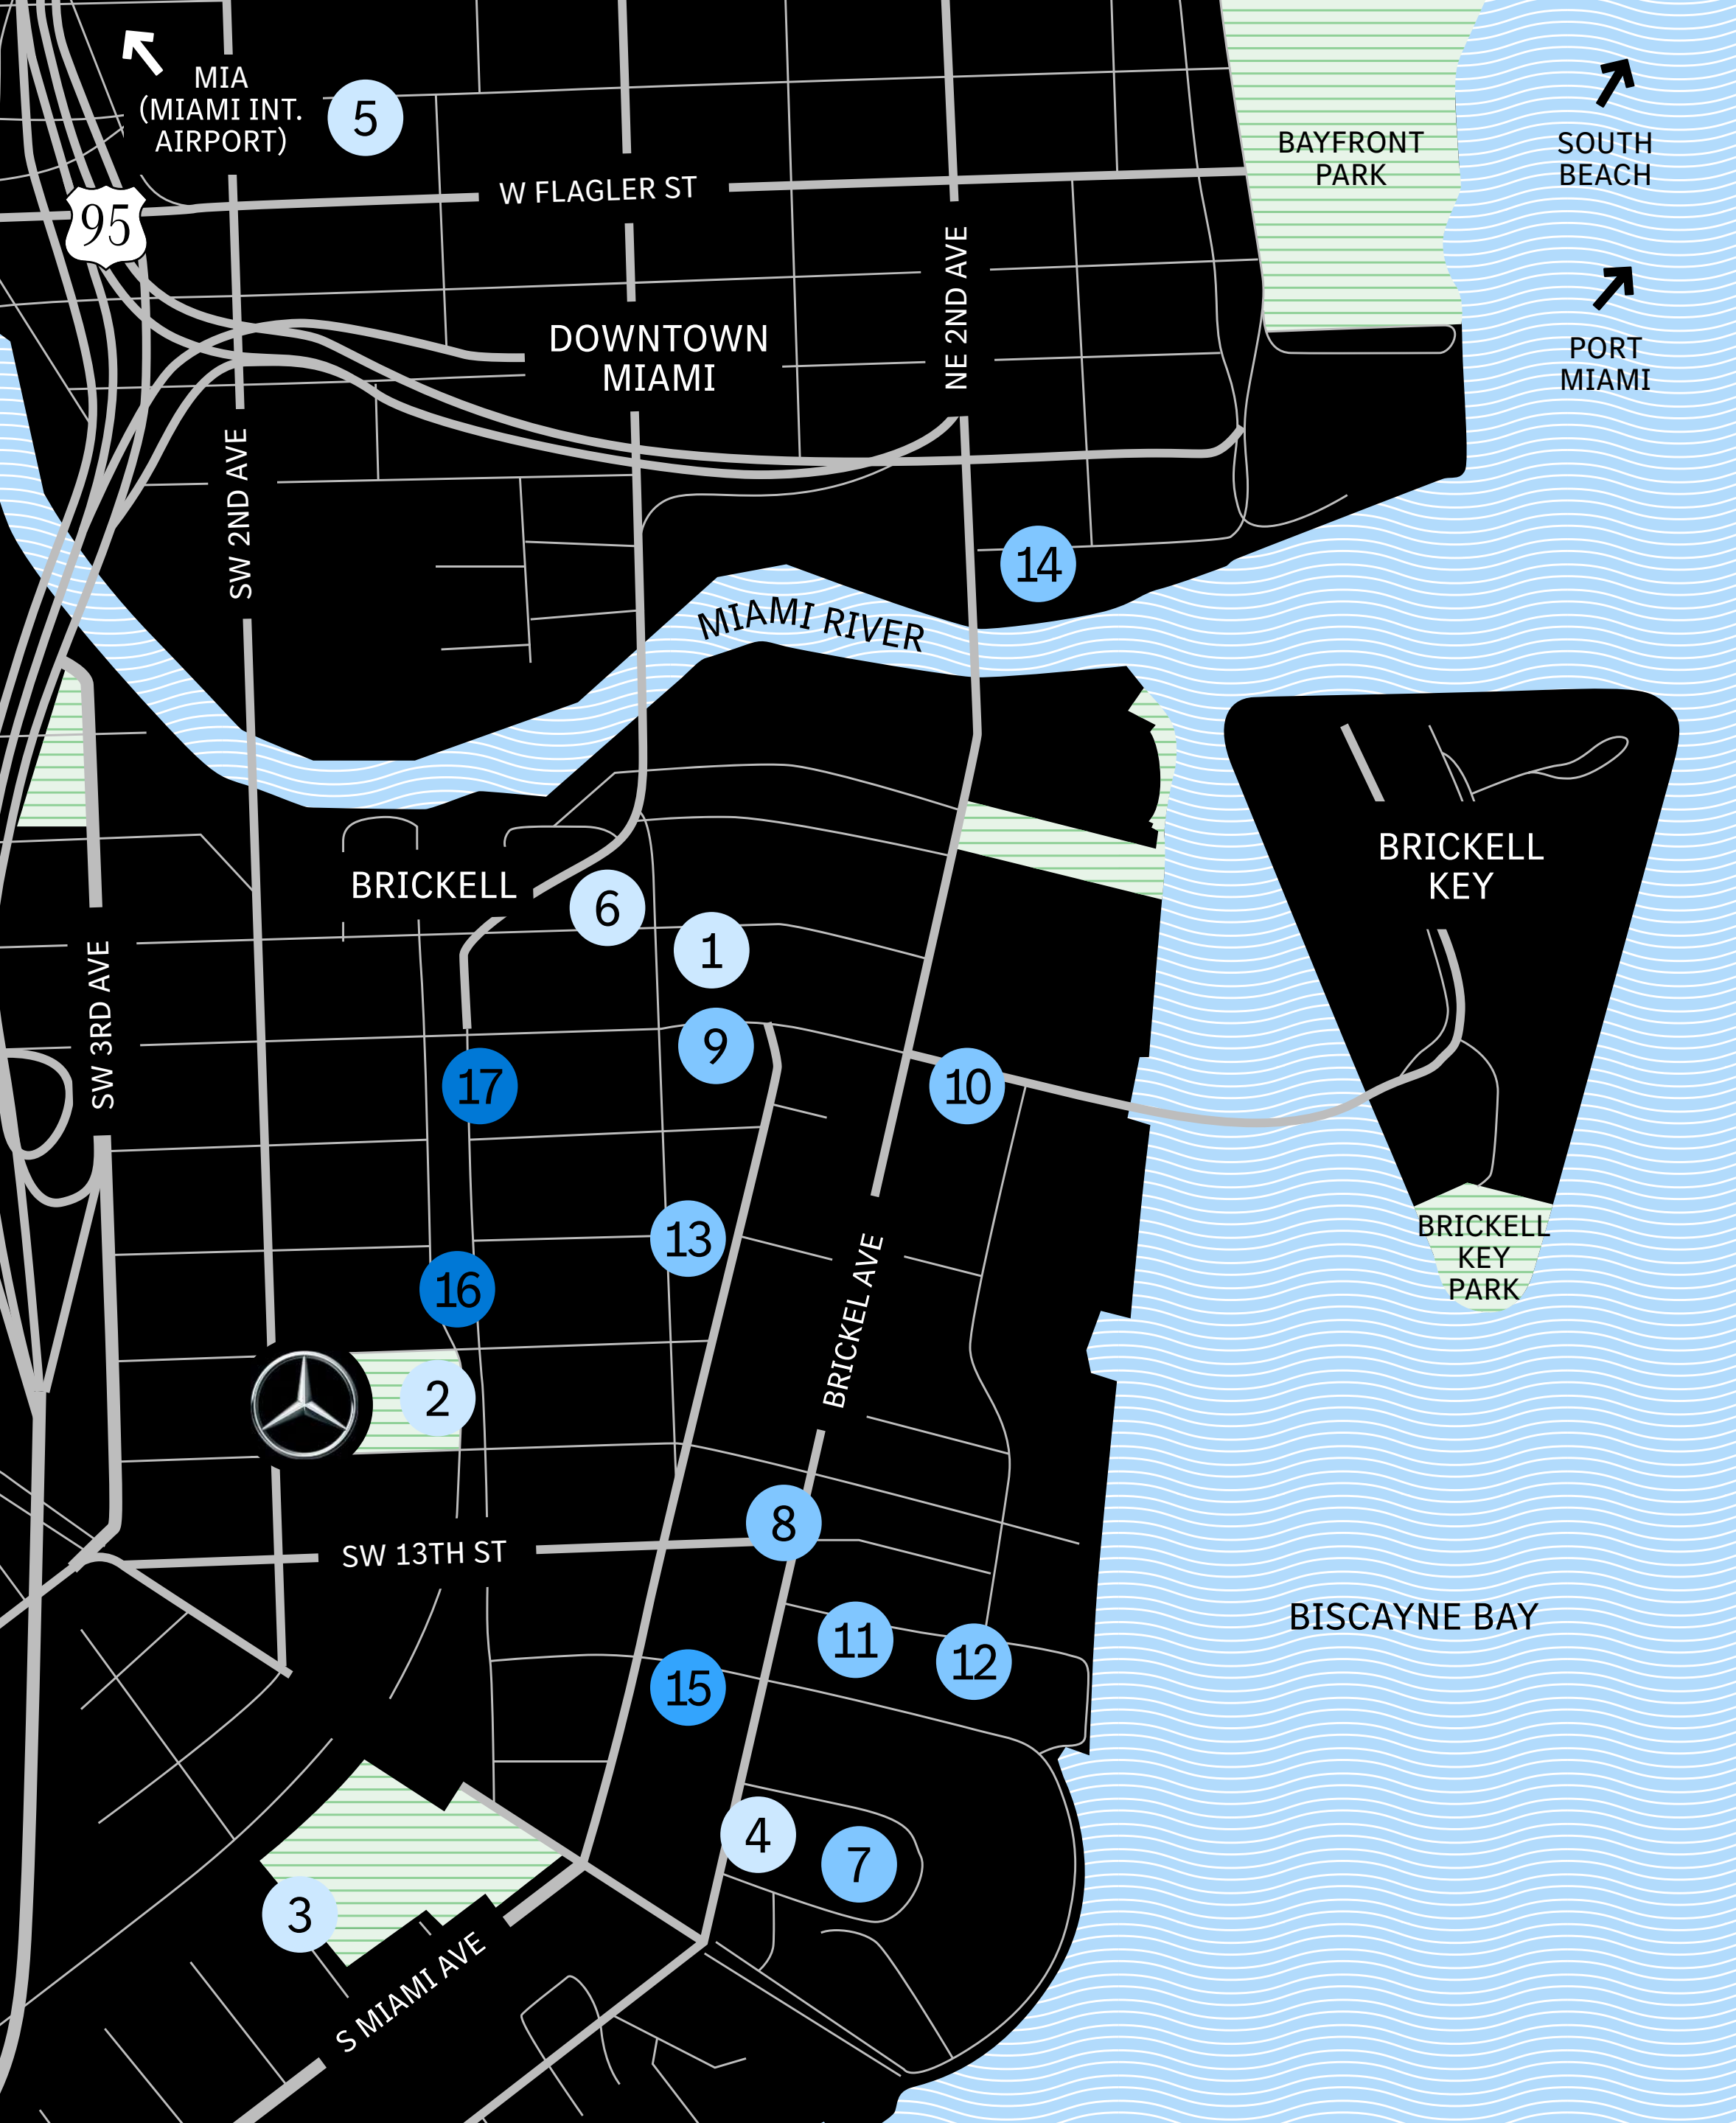 MIA
(MIAMI INT.
AIRPORT)
5
BAYFRONT
PARK
SOUTH
BEACH
W FLAGLER ST
95
NE 2ND AVE
DOWNTOWN
MIAMI
PORT
MIAMI
SW 2ND AVE
14
MIAMI RIVER
BRICKELL
KEY
BRICKELL
6
1
SW 3RD AVE
9
17
10
13
BRICKELL
KEY
PARK
16
BRICKEL AVE
2
8
SW 13TH ST
BISCAYNE BAY
11
12
15
4
7
3
S MIAMI AVE